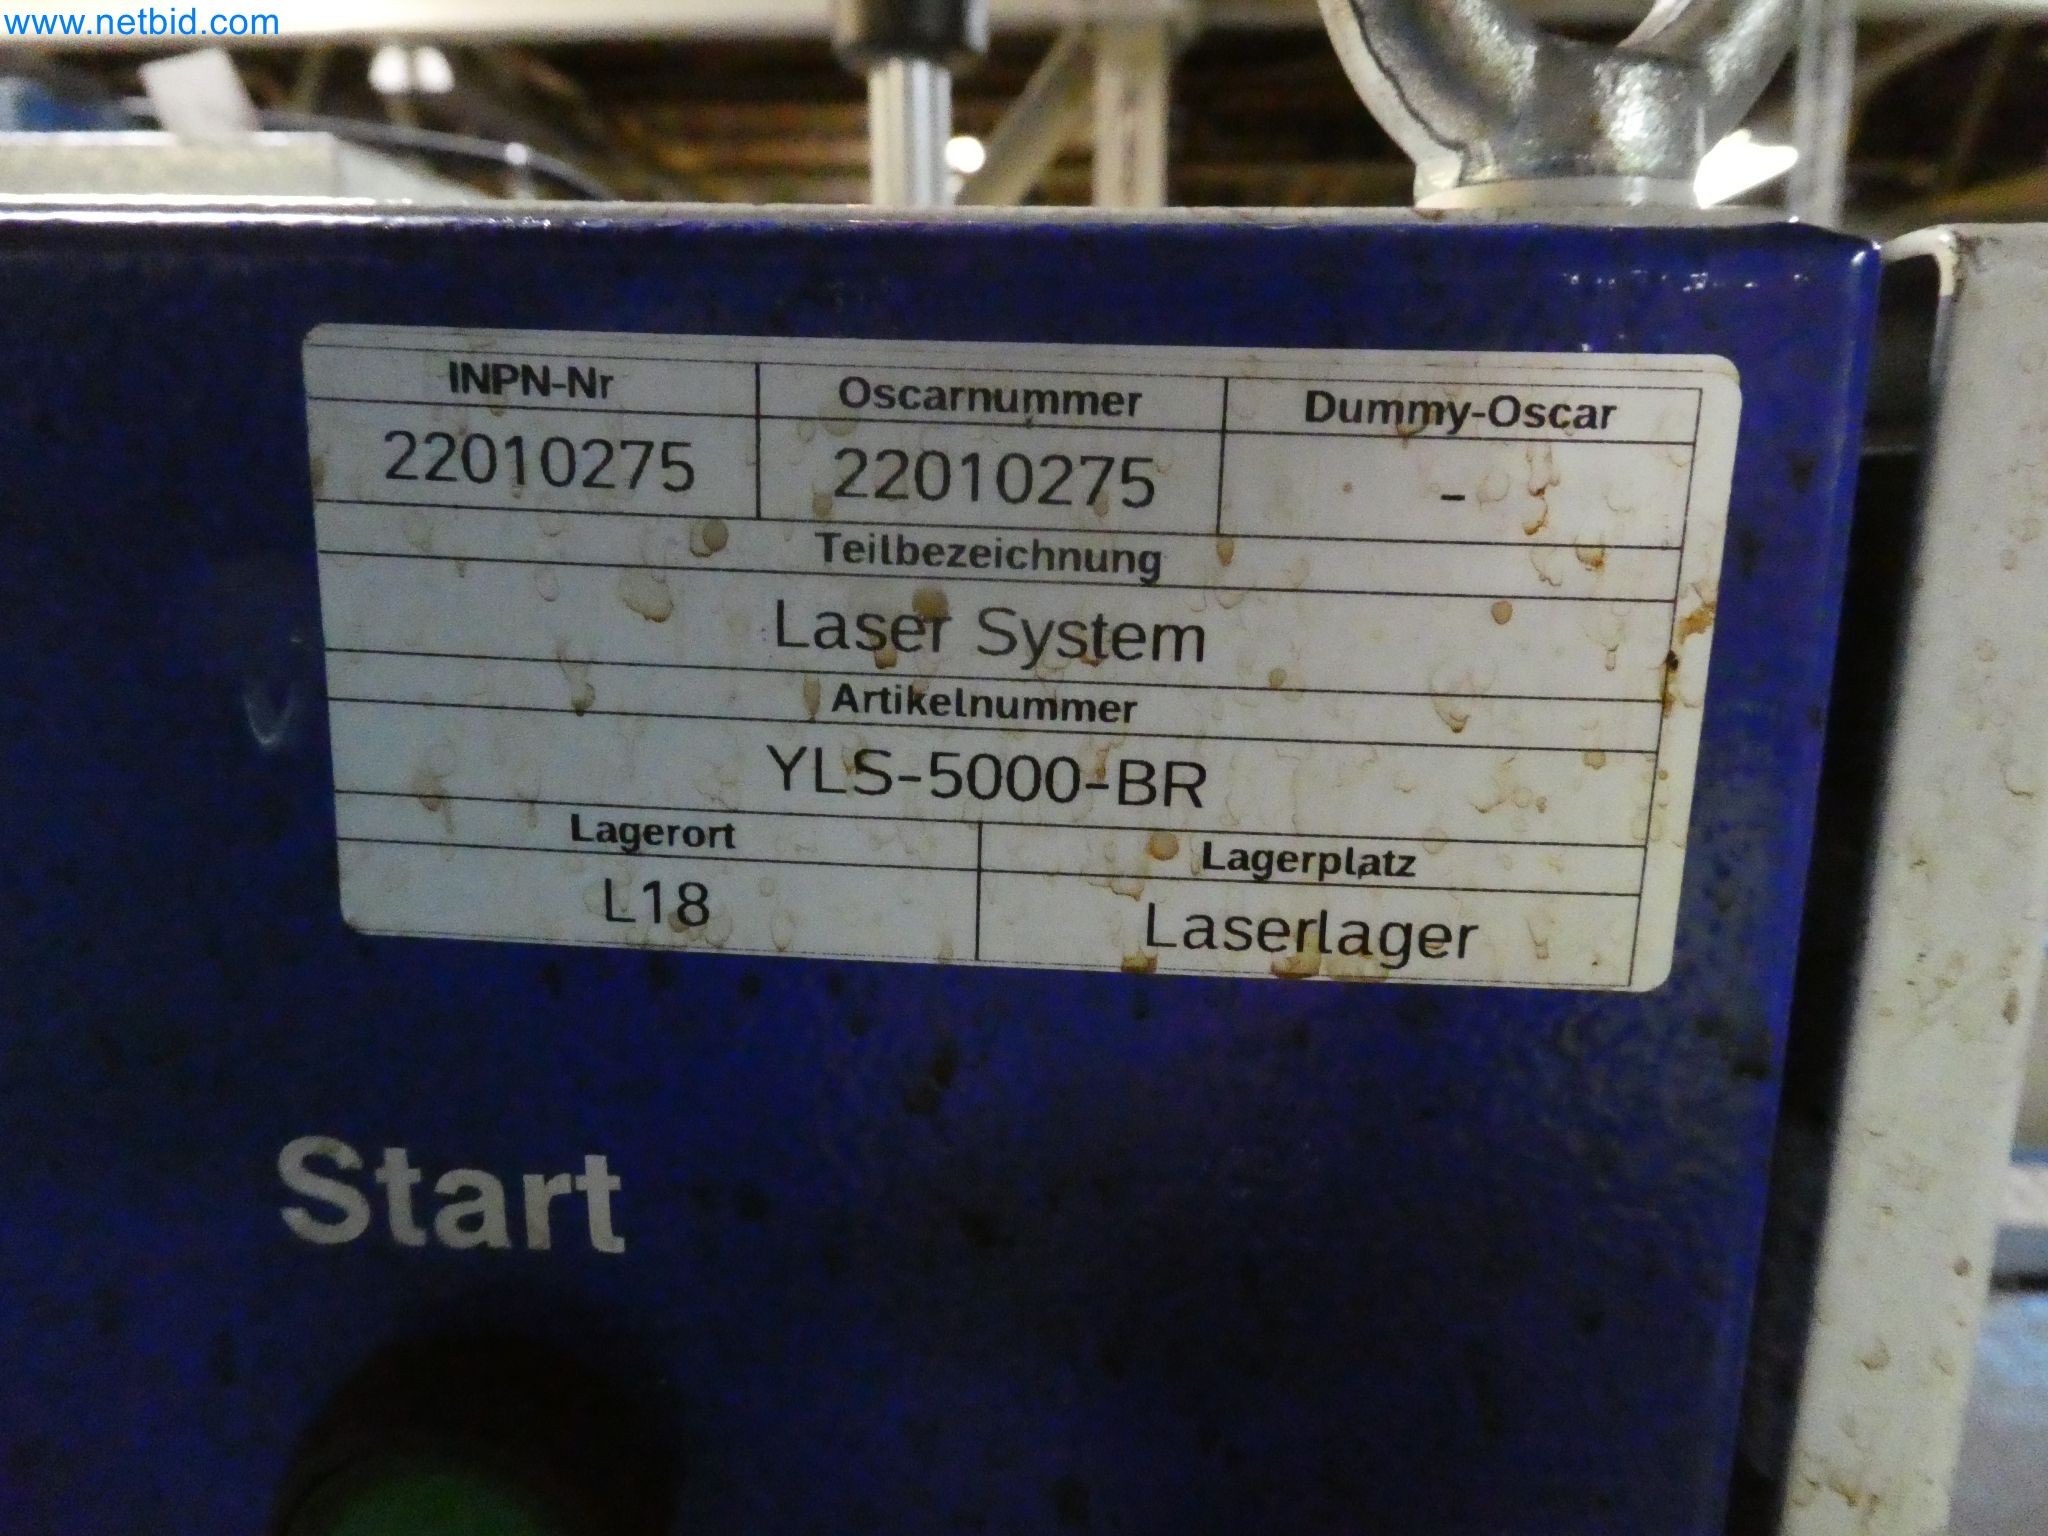 www.netbid.com
INPN-Nr Oscarnummer Dummy-Oscar
22010275 22010275 -
Teilbezeichnung
Laser System
Artikelnummer
YLS-5000-BR
Lagerort Lagerplatz
L18 Laserlager
Start